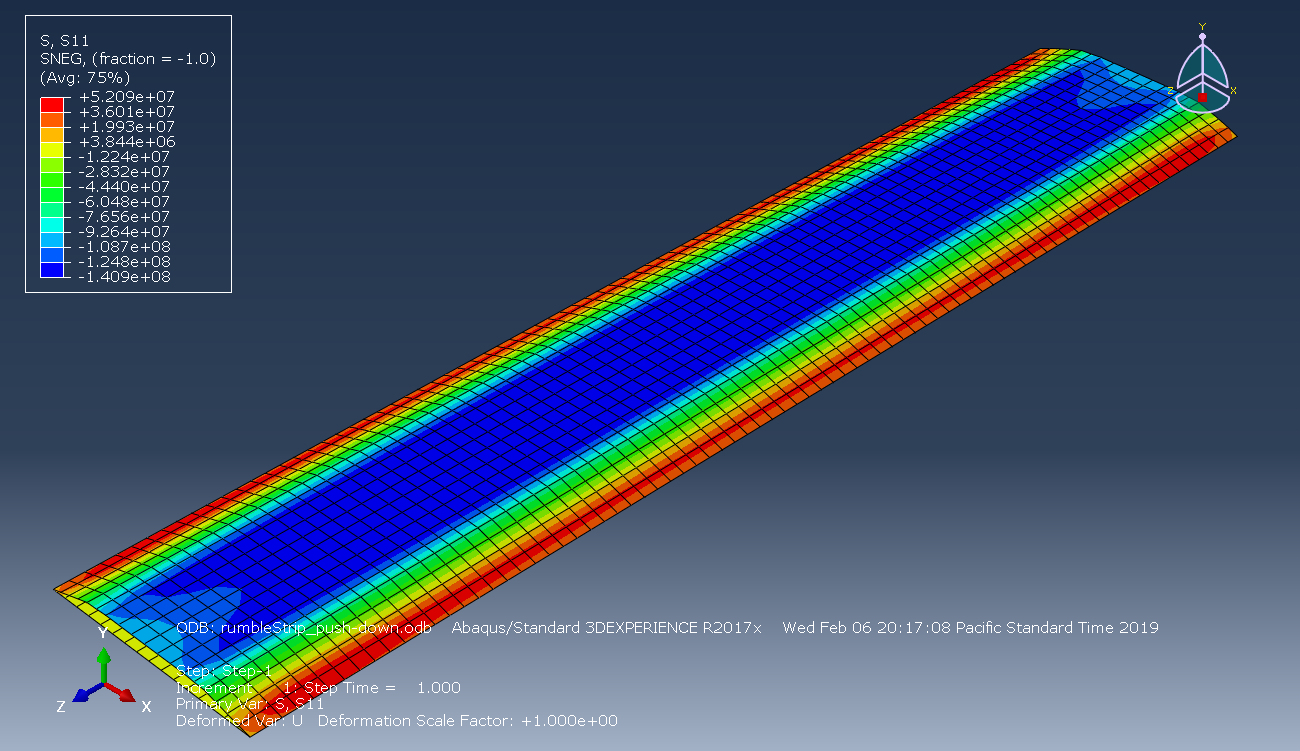 S, S11
SNEG, (fraction = -1.0)
(Avg: 75%)
+5.209e+07
+3.601e+07
+1.993e+07
+3.844e+06
-1.224e+07
-2.832e+07
-4.440e+07
-6.048e+07
-7.656e+07
-9.264e+07
-1.087e+08
-1.248e+08
-1.409e+08
Y
Z X
Y
Z X
ODB: rumbleStrip_push-down.odb Abaqus/Standard 3DEXPERIENCE R2017x Wed Feb 06 20:17:08 Pacific Standard Time 2019
Step: Step-1
Increment 1: Step Time = 1.000
Primary Var: S, S11
Deformed Var: U Deformation Scale Factor: +1.000e+00